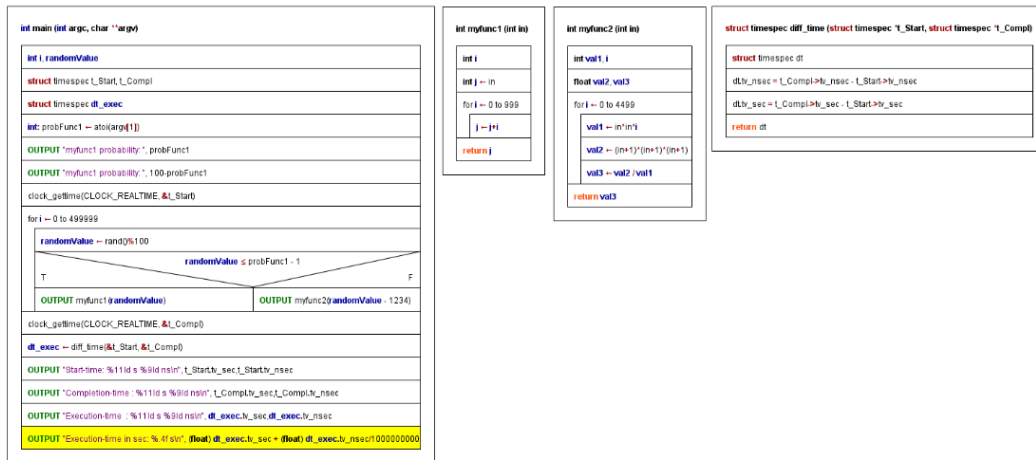 int main (int argc, char **argv)
int i, randomValue
struct timespec t_Start, t_Compl
struct timespec dt_exec
int: probFunc1 ← atoi(argv[1])
OUTPUT "myfunc1 probability: ", probFunc1
OUTPUT "myfunc1 probability: ", 100-probFunc1
clock_gettime(CLOCK_REALTIME, &t_Start)
for i ← 0 to 499999
randomValue ← rand()%100
randomValue ≤ probFunc1 - 1
T
F
OUTPUT myfunc1(randomValue)
OUTPUT myfunc2(randomValue - 1234)
clock_gettime(CLOCK_REALTIME, &t_Compl)
dt_exec ← diff_time(&t_Start, &t_Compl)
OUTPUT "Start-time: %11ld s %9ld ns\n", t_Start.tv_sec,t_Start.tv_nsec
OUTPUT "Completion-time : %11ld s %9ld ns\n", t_Compl.tv_sec,t_Compl.tv_nsec
OUTPUT "Execution-time : %11ld s %9ld ns\n", dt_exec.tv_sec,dt_exec.tv_nsec
OUTPUT "Execution-time in sec: %.4f s\n", (float) dt_exec.tv_sec + (float) dt_exec.tv_nsec/1000000000
int myfunc1 (int in)
int i
int j ← in
for i ← 0 to 999
j ← j+i
return j
int myfunc2 (int in)
int val1, i
float val2, val3
for i ← 0 to 4499
val1 ← in*in*i
val2 ← (in+1)*(in+1)*(in+1)
val3 ← val2 / val1
return val3
struct timespec diff_time (struct timespec *t_Start, struct timespec *t_Compl)
struct timespec dt
dt.tv_nsec = t_Compl->tv_nsec - t_Start->tv_nsec
dt.tv_sec = t_Compl->tv_sec - t_Start->tv_sec
return dt